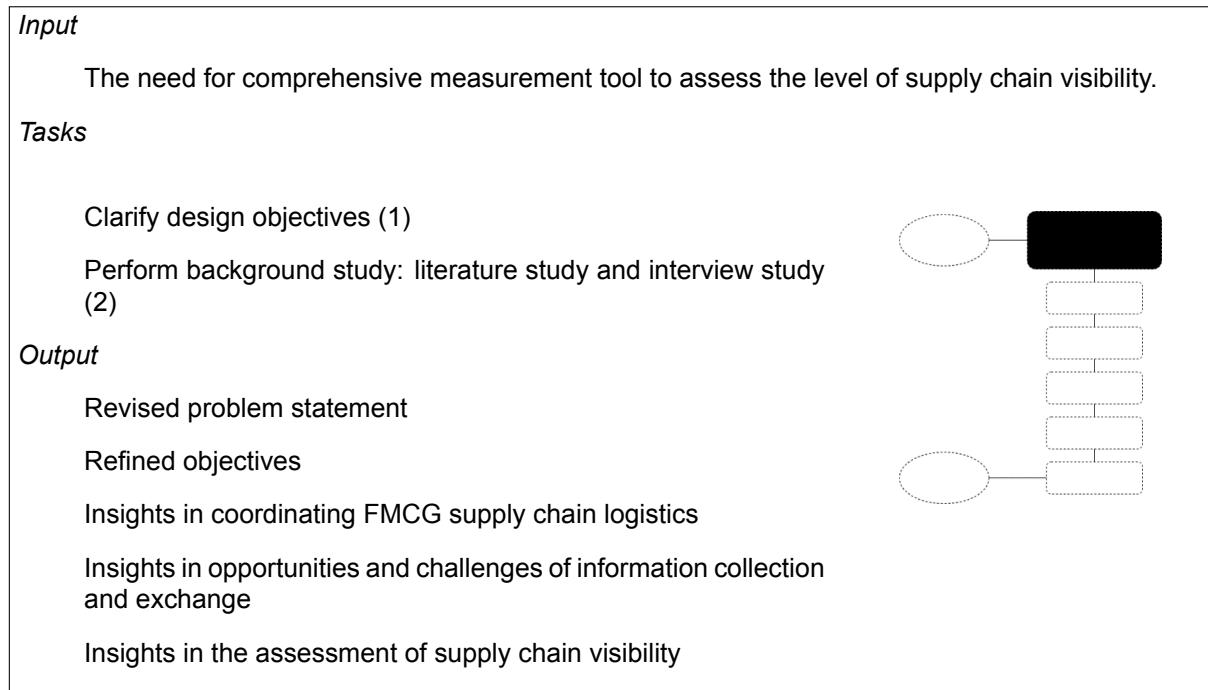 Input
The need for comprehensive measurement tool to assess the level of supply chain visibility.
Tasks
Clarify design objectives (1)
Perform background study: literature study and interview study
(2)
Output
Revised problem statement
Refined objectives
Insights in coordinating FMCG supply chain logistics
Insights in opportunities and challenges of information collection
and exchange
Insights in the assessment of supply chain visibility